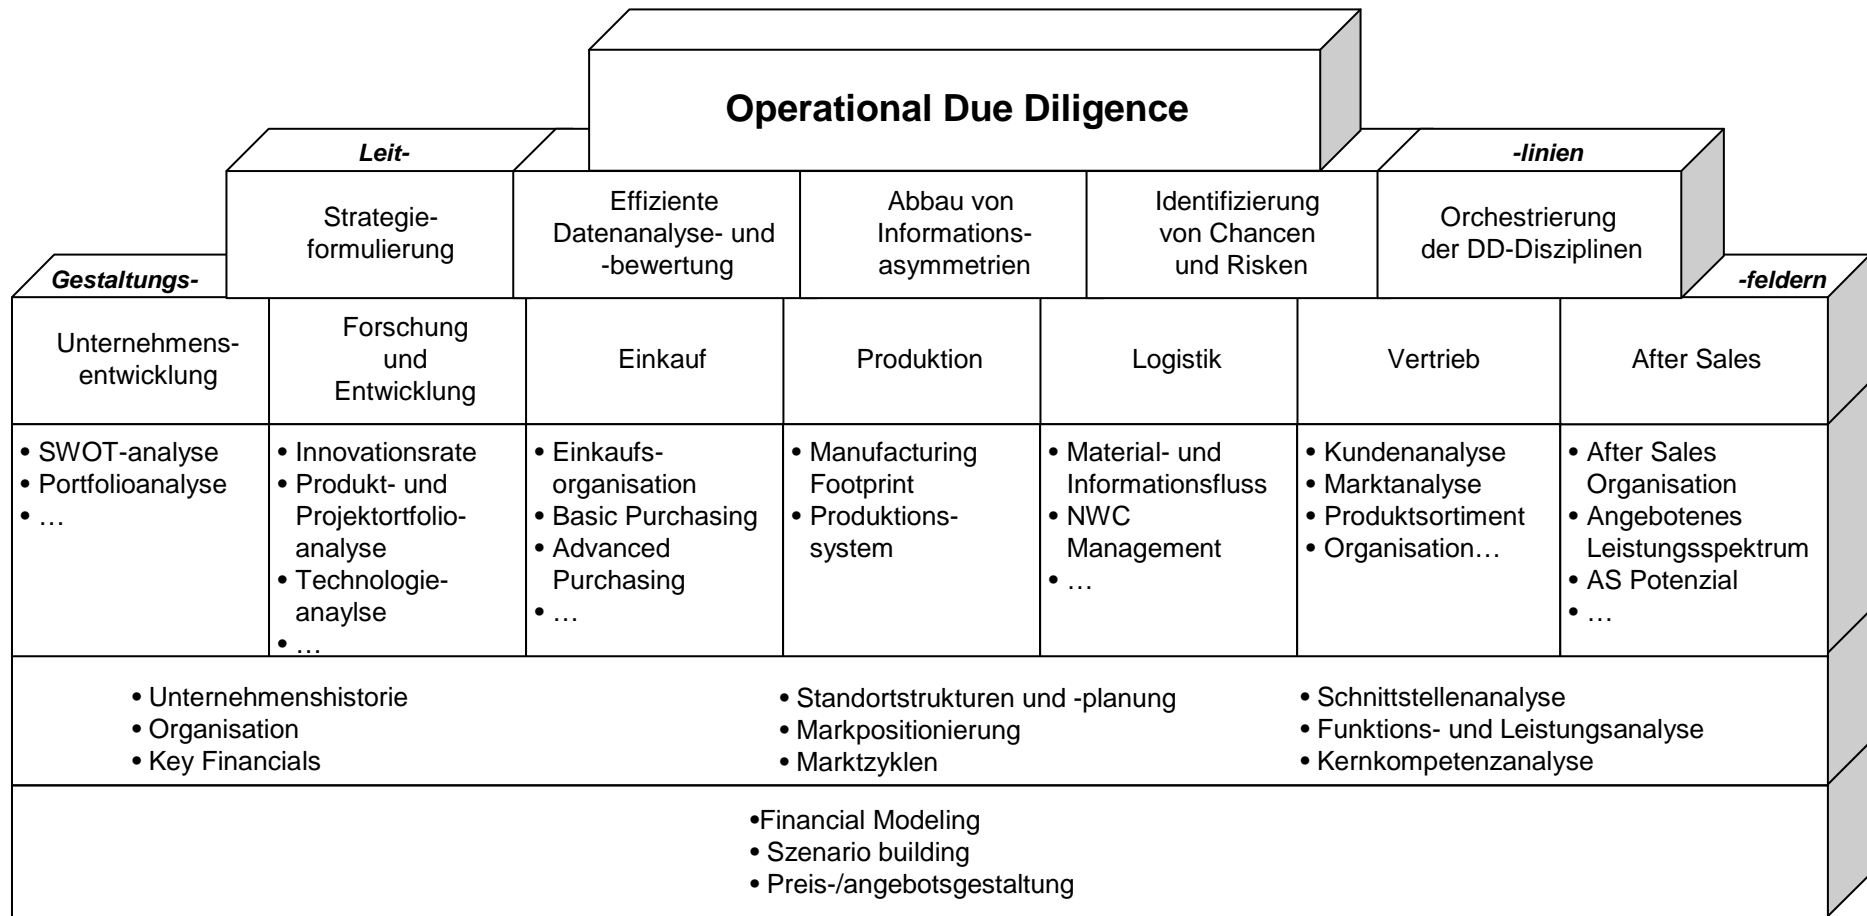 Operational Due Diligence
Leit-
-linien
Strategie-
formulierung
Effiziente
Datenanalyse- und
-bewertung
Abbau von
Informations-
asymmetrien
Identifizierung
von Chancen
und Risken
Orchestrierung
der DD-Disziplinen
Gestaltungs-
-feldern
Unternehmens-
entwicklung
Forschung
und
Entwicklung
Einkauf
Produktion
Logistik
Vertrieb
After Sales
• SWOT-analyse
• Portfolioanalyse
• …
• Innovationsrate
• Produkt- und
Projektortfolio-
analyse
• Technologie-
anaylse
• …
• Einkaufs-
organisation
• Basic Purchasing
• Advanced
Purchasing
• …
• Manufacturing
Footprint
• Produktions-
system
• Material- und
Informationsfluss
• NWC
Management
• …
• Kundenanalyse
• Marktanalyse
• Produktsortiment
• Organisation…
• After Sales
Organisation
• Angebotenes
Leistungsspektrum
• AS Potenzial
• …
• Unternehmenshistorie
• Organisation
• Key Financials
• Standortstrukturen und -planung
• Markpositionierung
• Marktzyklen
• Schnittstellenanalyse
• Funktions- und Leistungsanalyse
• Kernkompetenzanalyse
•Financial Modeling
• Szenario building
• Preis-/angebotsgestaltung